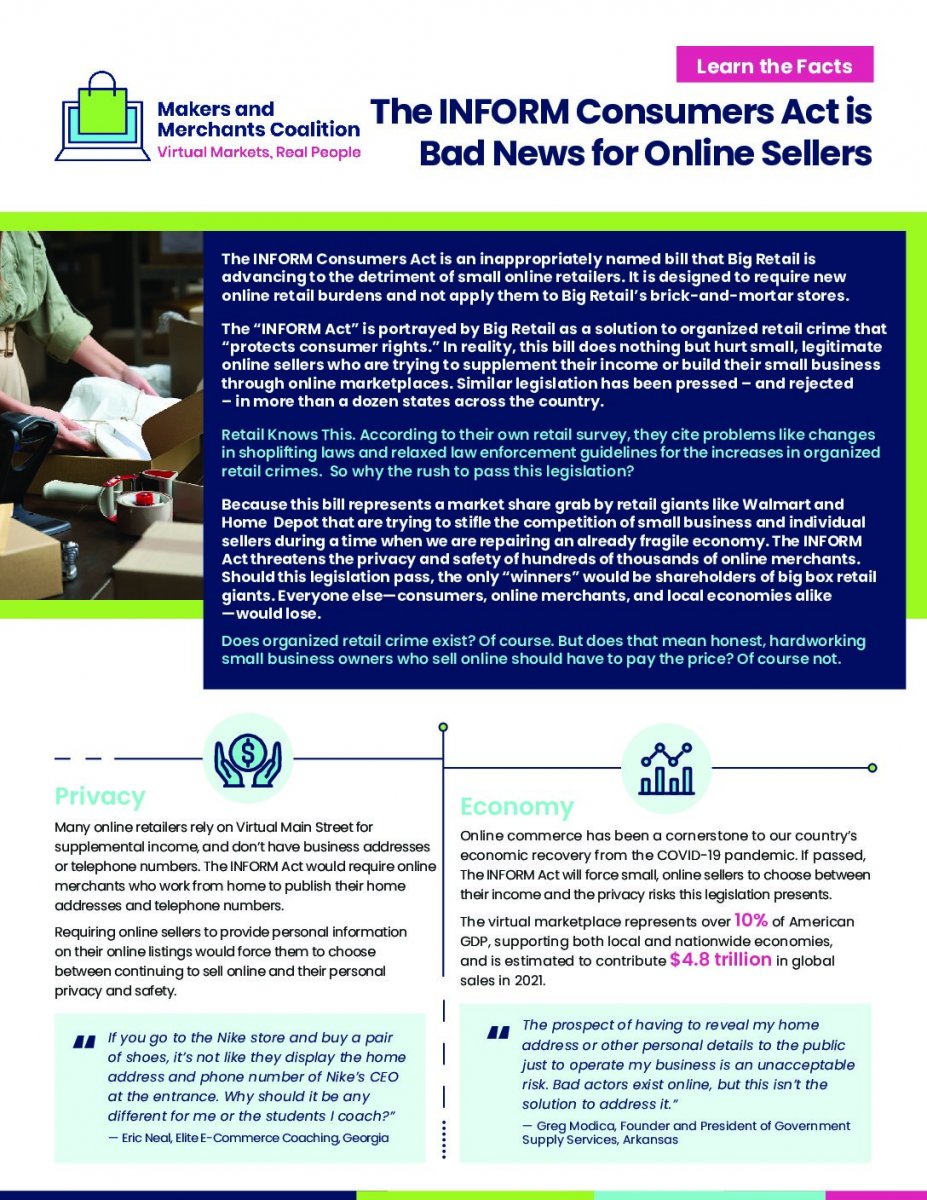 Learn the Facts
Makers and
Merchants Coalition
Virtual Markets, Real People
The INFORM Consumers Act is
Bad News for Online Sellers
The INFORM Consumers Act is an inappropriately named bill that Big Retail is
advancing to the detriment of small online retailers. It is designed to require new
online retail burdens and not apply them to Big Retail's brick-and-mortar stores.
The “INFORM Act” is portrayed by Big Retail as a solution to organized retail crime that
“protects consumer rights.” In reality, this bill does nothing but hurt small, legitimate
online sellers who are trying to supplement their income or build their small business
through online marketplaces. Similar legislation has been pressed – and rejected
– in more than a dozen states across the country.
Retail Knows This. According to their own retail survey, they cite problems like changes
in shoplifting laws and relaxed law enforcement guidelines for the increases in organized
retail crimes.  So why the rush to pass this legislation?
Because this bill represents a market share grab by retail giants like Walmart and
Home  Depot that are trying to stifle the competition of small business and individual
sellers during a time when we are repairing an already fragile economy. The INFORM
Act threatens the privacy and safety of hundreds of thousands of online merchants.
Should this legislation pass, the only “winners” would be shareholders of big box retail
giants. Everyone else—consumers, online merchants, and local economies alike
—would lose.
Does organized retail crime exist? Of course. But does that mean honest, hardworking
small business owners who sell online should have to pay the price? Of course not.
$
Privacy
Many online retailers rely on Virtual Main Street for
supplemental income, and don't have business addresses
or telephone numbers. The INFORM Act would require online
merchants who work from home to publish their home
addresses and telephone numbers.
Requiring online sellers to provide personal information
on their online listings would force them to choose
between continuing to sell online and their personal
privacy and safety.
“ If you go to the Nike store and buy a pair
of shoes, it's not like they display the home
address and phone number of Nike's CEO
at the entrance. Why should it be any
different for me or the students I coach?”
— Eric Neal, Elite E-Commerce Coaching, Georgia
Economy
Online commerce has been a cornerstone to our country's
economic recovery from the COVID-19 pandemic. If passed,
The INFORM Act will force small, online sellers to choose between
their income and the privacy risks this legislation presents.
The virtual marketplace represents over 10% of American
GDP, supporting both local and nationwide economies,
and is estimated to contribute $4.8 trillion in global
sales in 2021.
“ The prospect of having to reveal my home
address or other personal details to the public
just to operate my business is an unacceptable
risk. Bad actors exist online, but this isn't the
solution to address it.”
— Greg Modica, Founder and President of Government
Supply Services, Arkansas